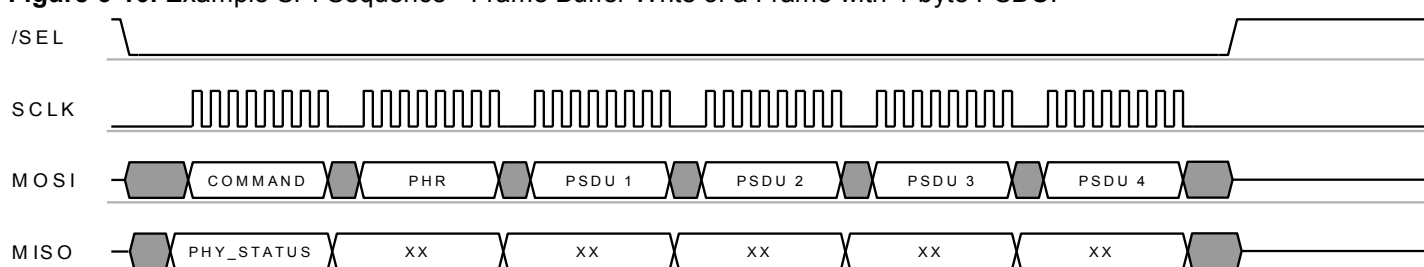 Figure 6-10. Example SPI Sequence - Frame Buffer Write of a Frame with 4-byte PSDU.
/SEL
SCLK
MOSI COMMAND PHR PSDU 1 PSDU 2 PSDU 3 PSDU 4
MISO PHY_STATUS XX XX XX XX XX